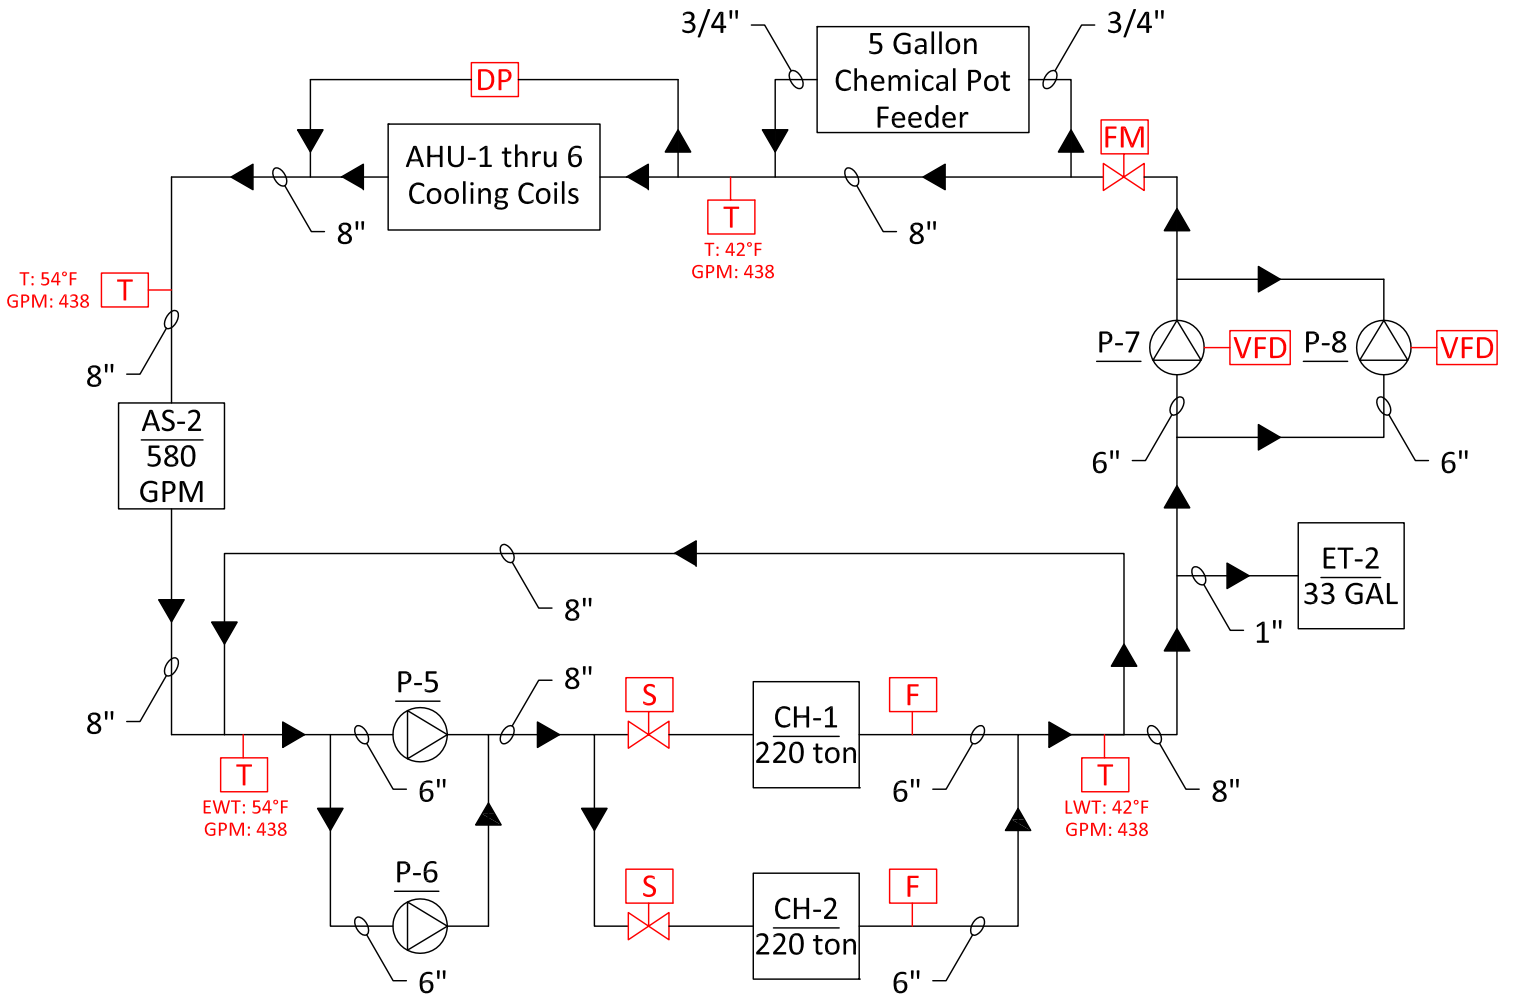 3/4"
5 Gallon
Chemical Pot
Feeder
3/4"
DP
FM
AHU-1 thru 6
Cooling Coils
8"
T
T: 42°F
GPM: 438
8"
T: 54°F
GPM: 438
T
8"
P-7
VFD
P-8
VFD
6"
6"
AS-2
580
GPM
ET-2
33 GAL
1"
8"
8"
P-5
8"
S
CH-1
220 ton
F
6"
6"
T
EWT: 54°F
GPM: 438
T
LWT: 42°F
GPM: 438
8"
P-6
6"
S
CH-2
220 ton
F
6"